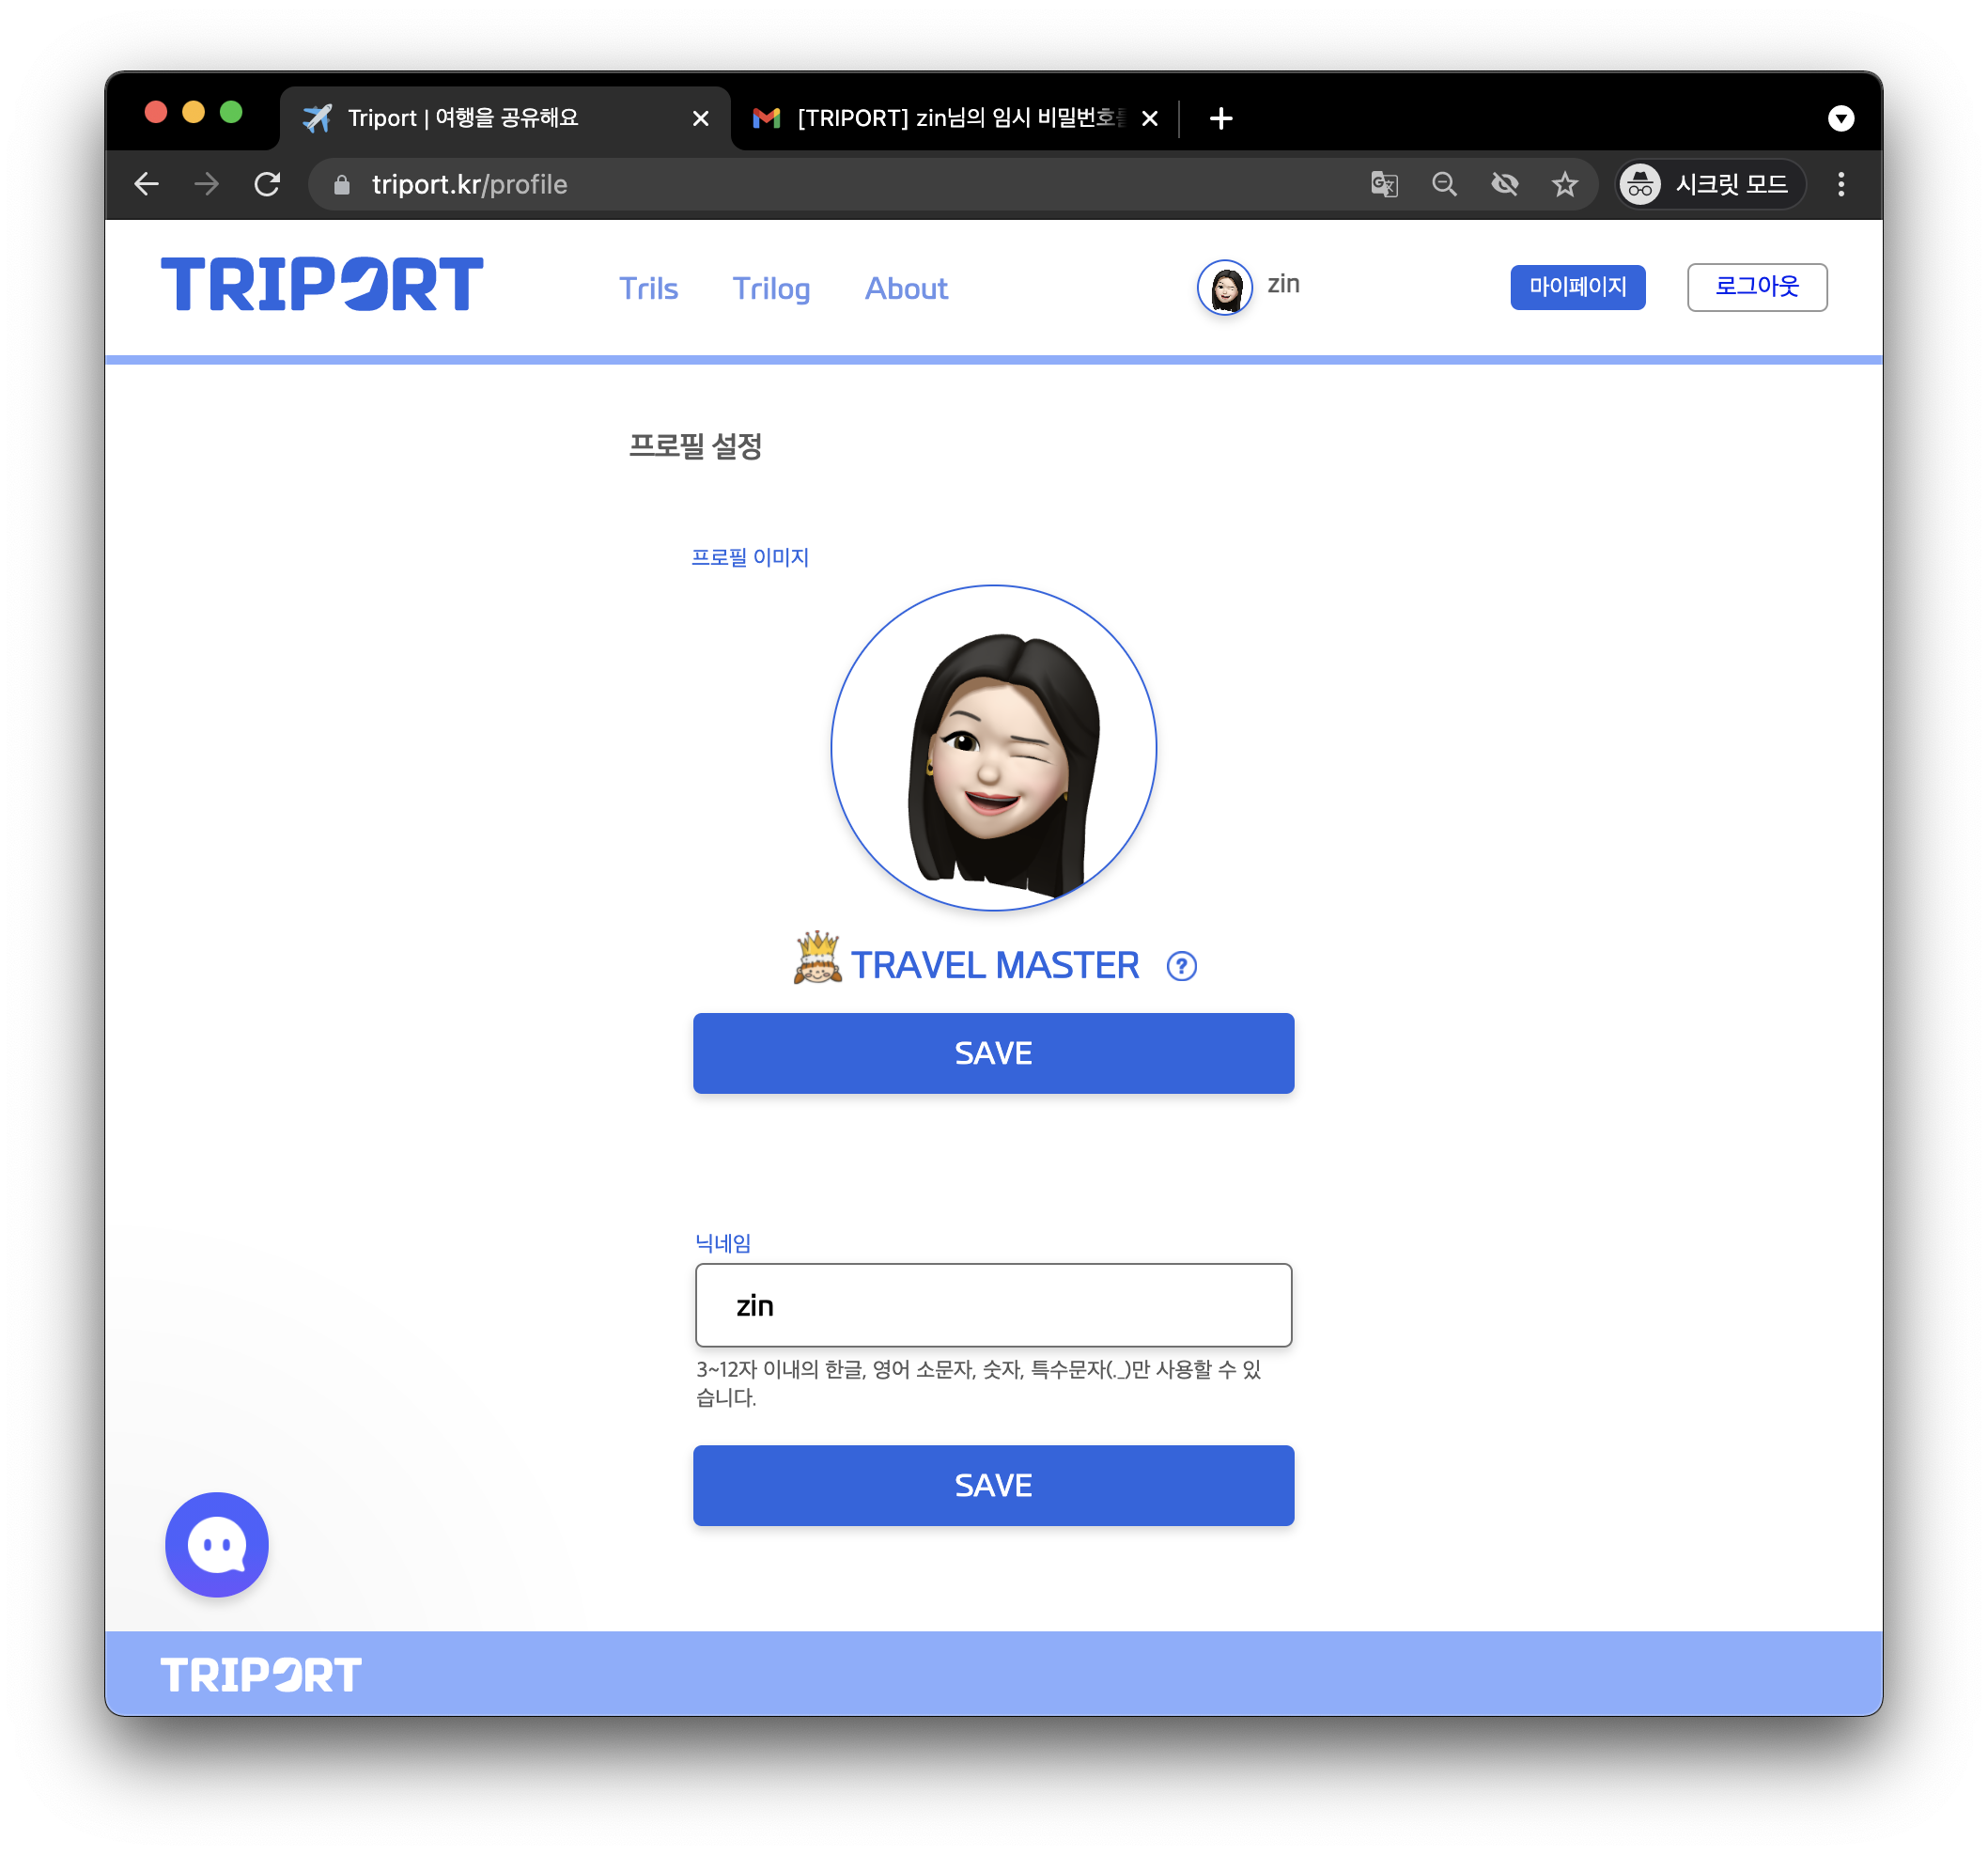 Triport | 여행을 공유해요
[TRIPORT] zin님의 임시 비밀번호를
triport.kr/profile
시크릿 모드
TRIPORT
Trils
Trilog
About
zin
마이페이지
로그아웃
프로필 설정
프로필 이미지
TRAVEL MASTER ?
SAVE
닉네임
zin
3~12자 이내의 한글, 영어 소문자, 숫자, 특수문자(._)만 사용할 수 있
습니다.
SAVE
TRIPORT